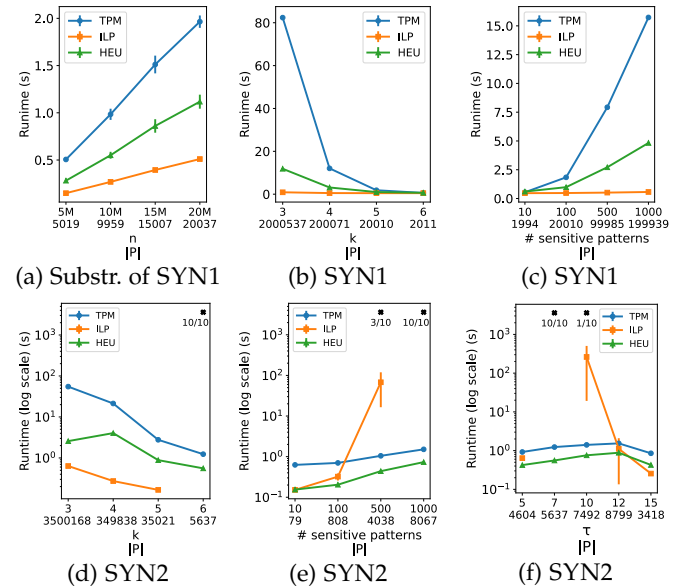 2.0
1.5
1.0
0.5
Runime (s)
TPM
ILP
HEU
5M 10M 15M 20M
5019 9959 15007 20037
n
|P|
(a) Substr. of SYN1
80
60
40
20
0
Runime (s)
TPM
ILP
HEU
3 4 5 6
2000537 200071 20010 2011
k
|P|
(b) SYN1
15.0
12.5
10.0
7.5
5.0
2.5
0.0
Runtime (s)
TPM
ILP
HEU
10 100 500 1000
1994 20010 99985 199939
# sensitive patterns
|P|
(c) SYN1
10³
10²
10¹
10⁰
Runtime (log scale) (s)
TPM
ILP
HEU
10/10
3 4 5 6
3500168 349838 35021 5637
k
|P|
(d) SYN2
10³
10²
10¹
10⁰
10⁻¹
Runtime (log scale) (s)
TPM
ILP
HEU
3/10 10/10
10 100 500 1000
79 808 4038 8067
# sensitive patterns
|P|
(e) SYN2
10³
10²
10¹
10⁰
10⁻¹
Runtime (log scale) (s)
10/10 1/10
TPM
ILP
HEU
5 7 10 12 15
4604 5637 7492 8799 3418
τ
|P|
(f) SYN2